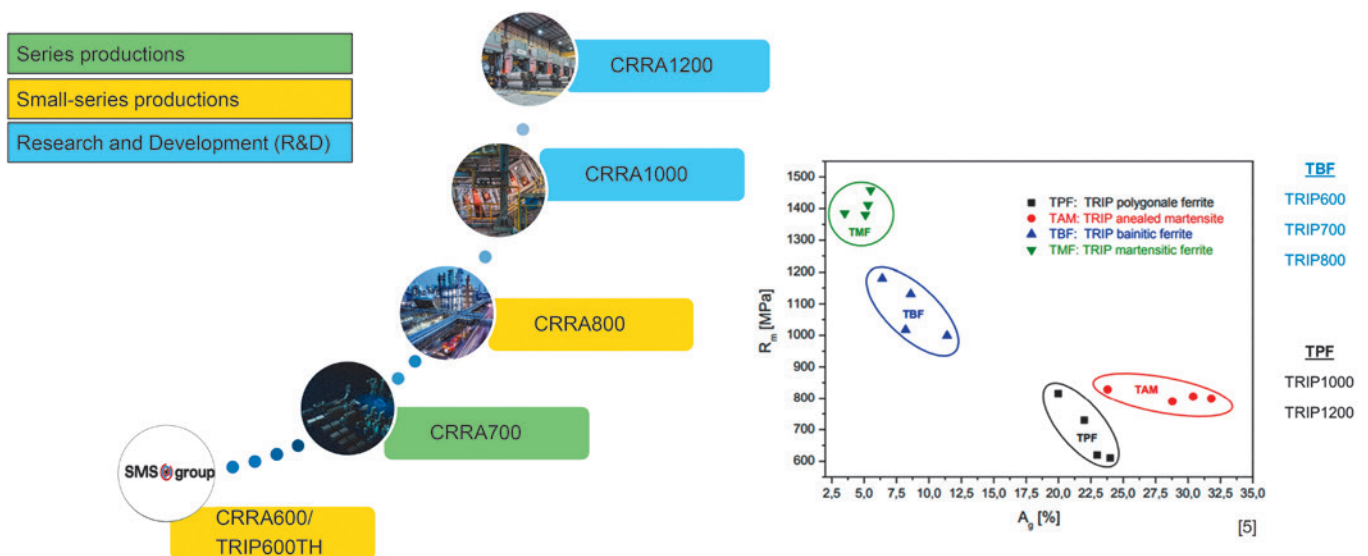 Series productions
Small-series productions
Research and Development (R&D)
CRRA1200
CRRA1000
CRRA800
CRRA700
SMS group
CRRA600/
TRIP600TH
1500
1400
1300
1200
1100
1000
900
800
700
600
R_m [MPa]
TPF: TRIP polygonale ferrite
TAM: TRIP anealed martensite
TBF: TRIP bainitic ferrite
TMF: TRIP martensitic ferrite
TMF
TBF
TAM
TPF
2,5 5,0 7,5 10,0 12,5 15,0 17,5 20,0 22,5 25,0 27,5 30,0 32,5 35,0
A_g [%]
[5]
TBF
TRIP600
TRIP700
TRIP800
TPF
TRIP1000
TRIP1200